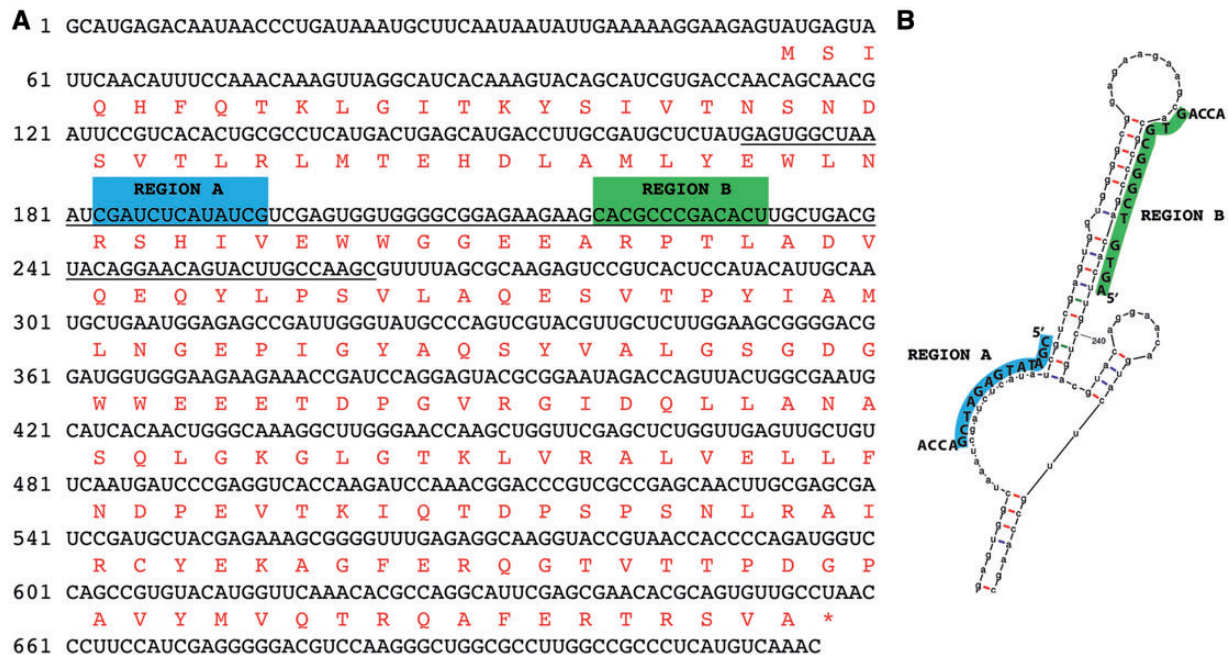 A
1 GCAUGAGACAAUAACCCUGAUAAAUGCUUCAAUAAUAUUGAAAAAGGAAGAGUAUGAGUA
M S I
61 UUCAACAUUUCCAAACAAAGUUAGGCAUCACAAAGUACAGCAUCGUGACCAACAGCAACG
Q H F Q T K L G I T K Y S I V T N S N D
121 AUUCCGUCACACUGCGCCUCAUGACUGAGCAUGACCUUGCGAUGCUCUAUGAGUGGCUAA
S V T L R L M T E H D L A M L Y E W L N
REGION A REGION B
181 AUCGAUCUCAUAUCGUCGAGUGGUGGGGCGGAGAAGAAGCACGCCCGACACUUGCUGACG
R S H I V E W W G G E E A R P T L A D V
241 UACAGGAACAGUACUUGCCAAGCGUUUUAGCGCAAGAGUCCGUCACUCCAUACAUUGCAA
Q E Q Y L P S V L A Q E S V T P Y I A M
301 UGCUGAAUGGAGAGCCGAUUGGGUAUGCCCAGUCGUACGUUGCUCUUGGAAGCGGGGACG
L N G E P I G Y A Q S Y V A L G S G D G
361 GAUGGUGGGAAGAAGAAACCGAUCCAGGAGUACGCGGAAUAGACCAGUUACUGGCGAAUG
W W E E E T D P G V R G I D Q L L A N A
421 CAUCACAACUGGGCAAAGGCUUGGGAACCAAGCUGGUUCGAGCUCUGGUUGAGUUGCUGU
S Q L G K G L G T K L V R A L V E L L F
481 UCAAUGAUCCCGAGGUCACCAAGAUCCAAACGGACCCGUCGCCGAGCAACUUGCGAGCGA
N D P E V T K I Q T D P S P S N L R A I
541 UCCGAUGCUACGAGAAAGCGGGGUUUGAGAGGCAAGGUACCGUAACCACCCCAGAUGGUC
R C Y E K A G F E R Q G T V T T P D G P
601 CAGCCGUGUACAUGGUUCAAACACGCCAGGCAUUCGAGCGAACACGCAGUGUUGCCUAAC
A V Y M V Q T R Q A F E R T R S V A *
661 CCUUCCAUCGAGGGGGACGUCCAAGGGCUGGCGCCUUGGCCGCCCUCAUGUCAAAC
B
ACCA
REGION B
5'
240
5'
REGION A
ACCA